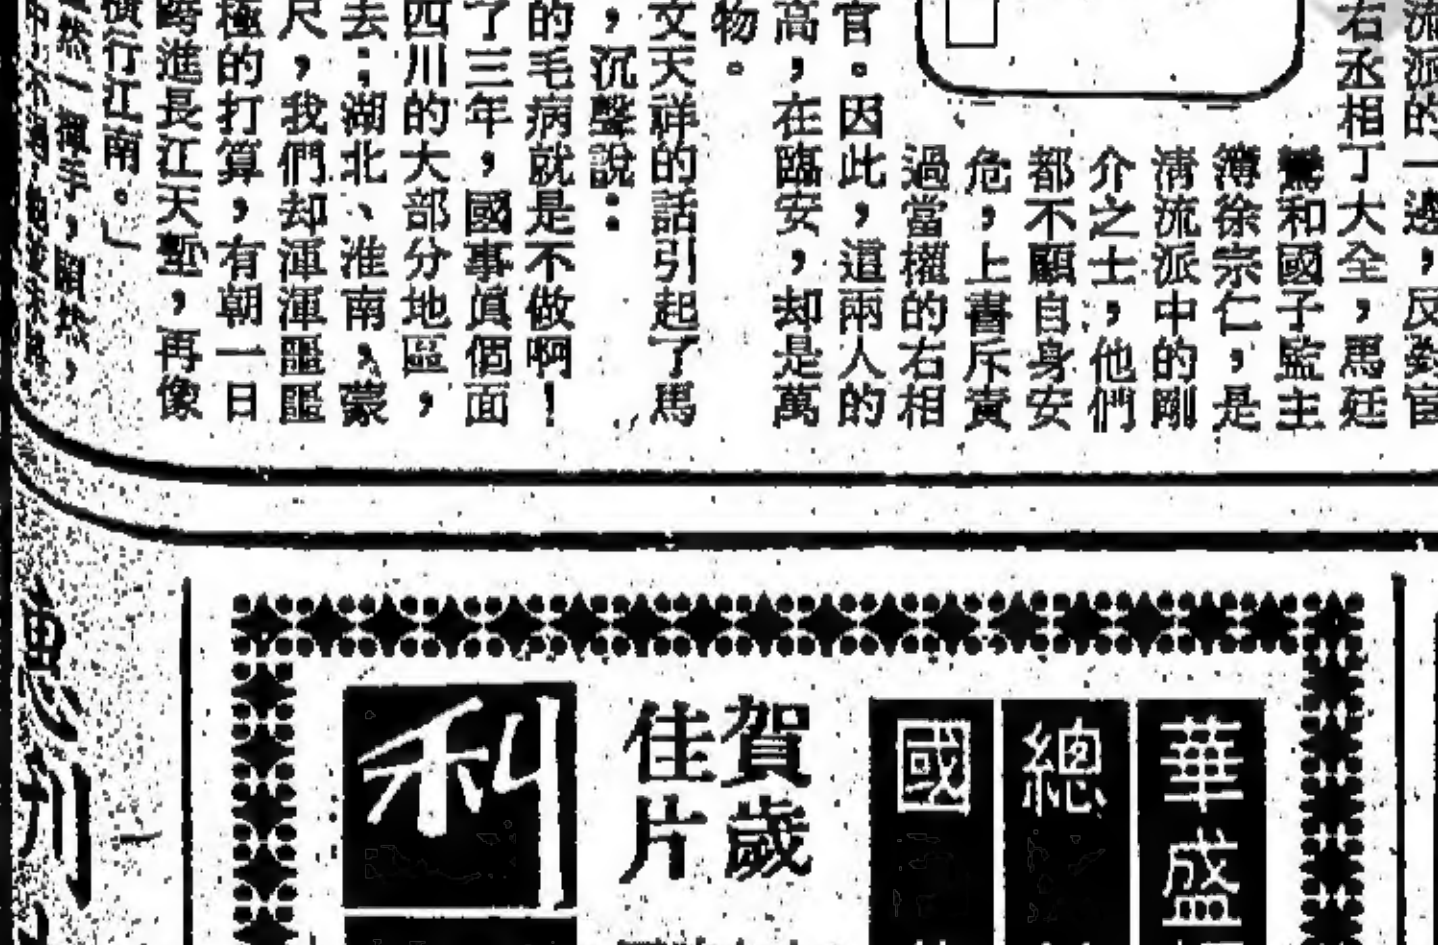 流派的一邊，反對官
右丞相丁大全，馬廷
鸞和國子監主
簿徐宗仁，是
清流派中的剛
介之士，他們
都不顧自身安
危，上書斥責
過當權的右相
官。因此，這兩人的
高，在臨安，却是萬
物。
文天祥的話引起了馬
，沉聲說：
的毛病就是不做啊！
了三年，國事眞個面
四川的大部分地區，
去；湖北、淮南，蒙
尺，我們却渾渾噩噩
極的打算，有朝一日
跨進長江天塹，再像
橫行江南。」
然一揮手，
華盛
總
國
賀歲
佳片
利